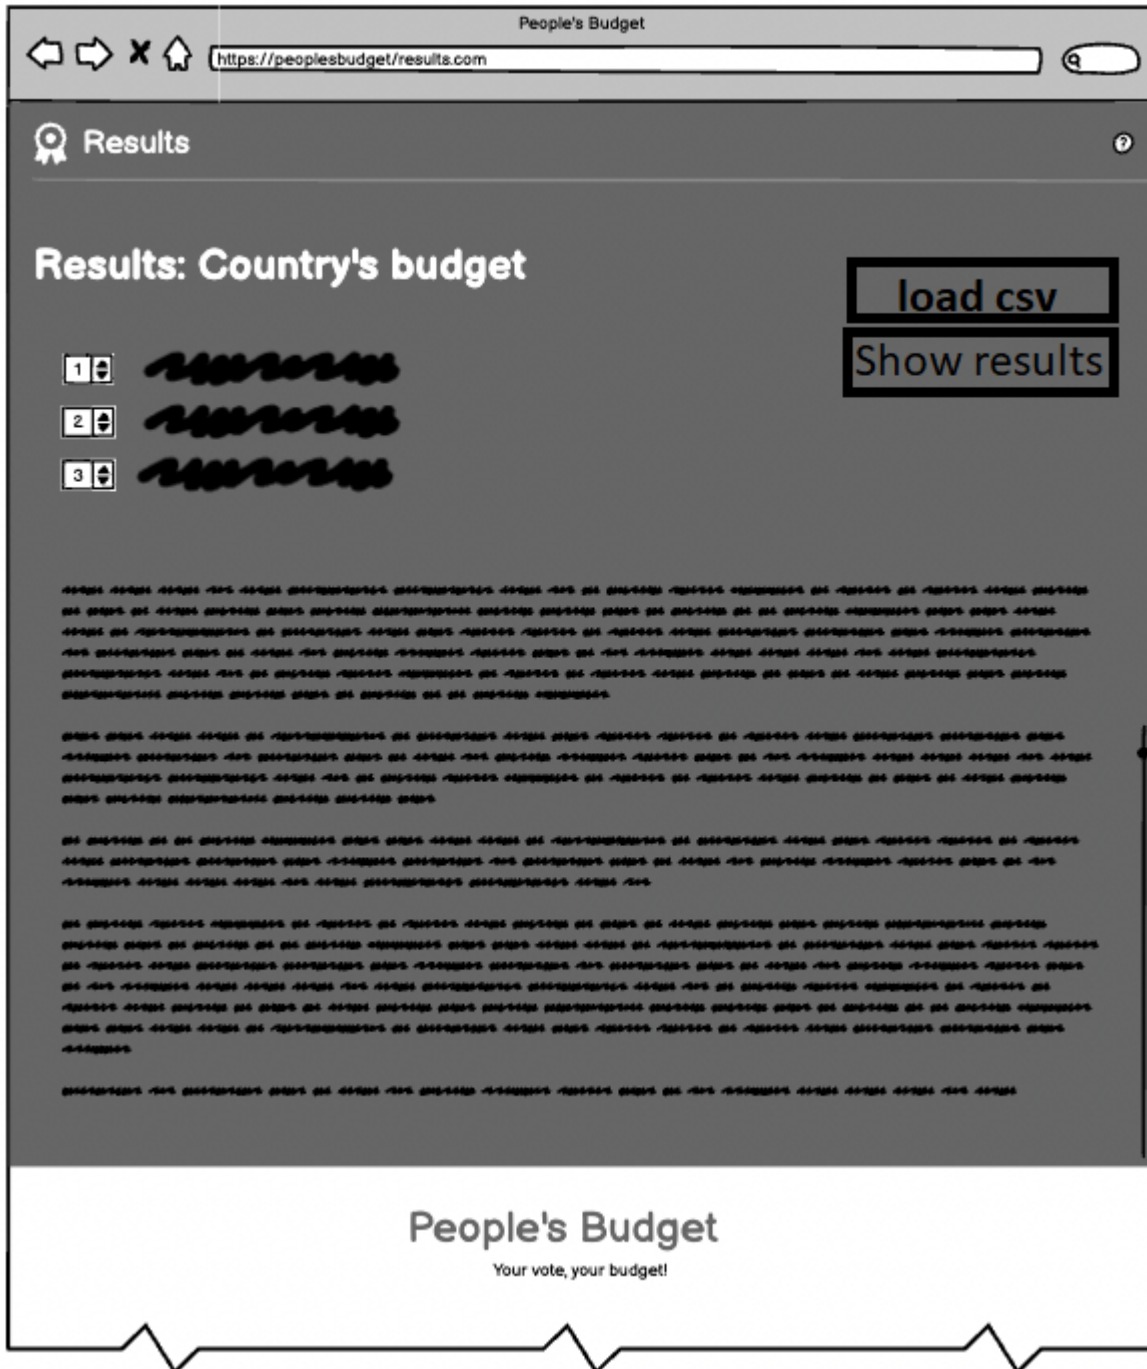 People's Budget
https://peoplesbudget/results.com
Results
?
Results: Country's budget
load csv
Show results
1
2
3
People's Budget
Your vote, your budget!